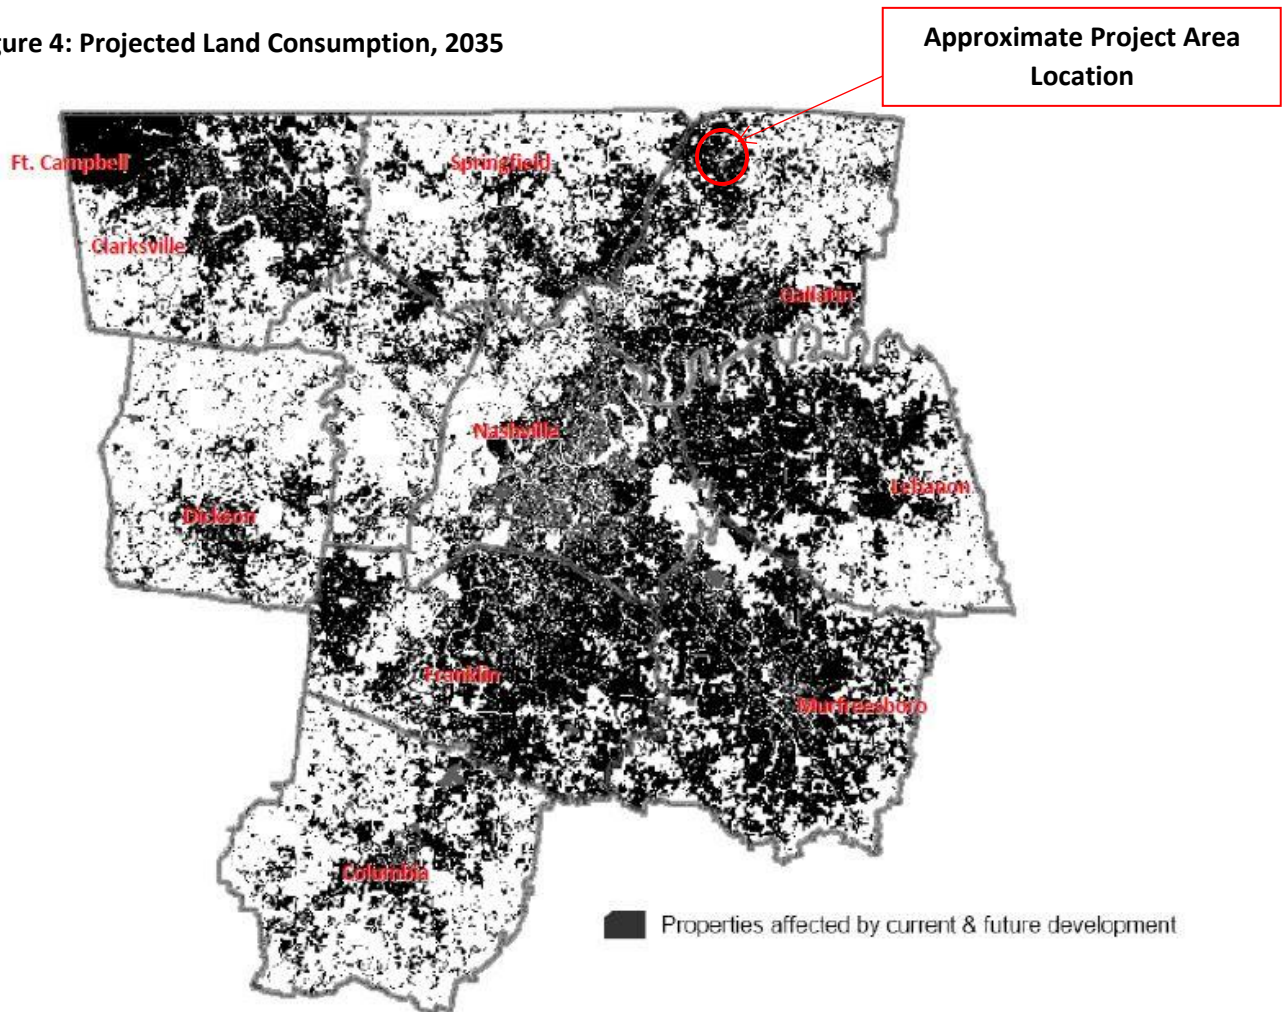 gure 4: Projected Land Consumption, 2035
Approximate Project Area
Location
Ft. Campbell
Springfield
Clarksville
Gallatin
Nashville
Lebanon
Dickson
Franklin
Murfreesboro
Columbia
Properties affected by current & future development